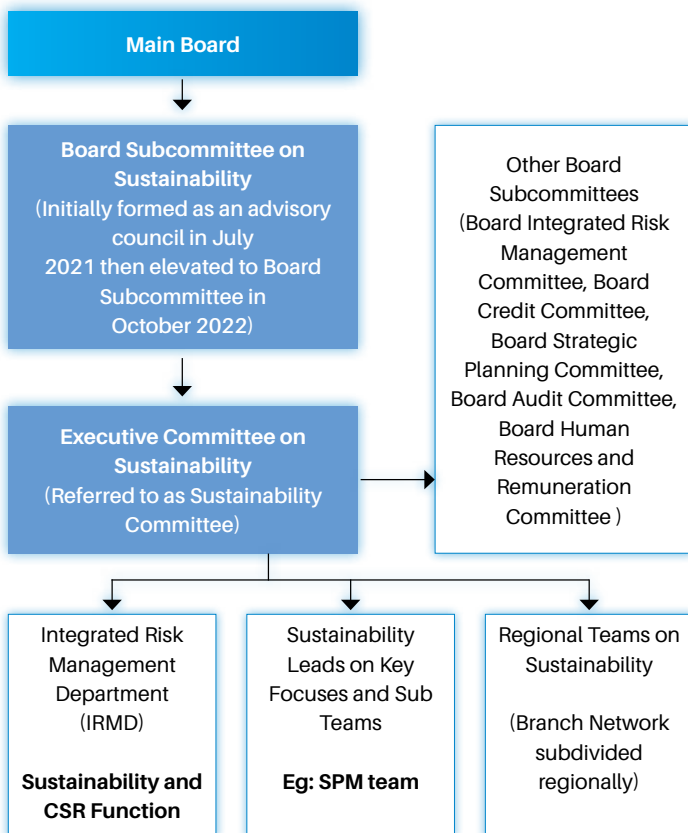 Main Board
Board Subcommittee on
Sustainability
(Initially formed as an advisory
council in July
2021 then elevated to Board
Subcommittee in
October 2022)
Other Board
Subcommittees
(Board Integrated Risk
Management
Committee, Board
Credit Committee,
Board Strategic
Planning Committee,
Board Audit Committee,
Board Human
Resources and
Remuneration
Committee )
Executive Committee on
Sustainability
(Referred to as Sustainability
Committee)
Integrated Risk
Management
Department
(IRMD)
Sustainability and
CSR Function
Sustainability
Leads on Key
Focuses and Sub
Teams
Eg: SPM team
Regional Teams on
Sustainability
(Branch Network
subdivided
regionally)